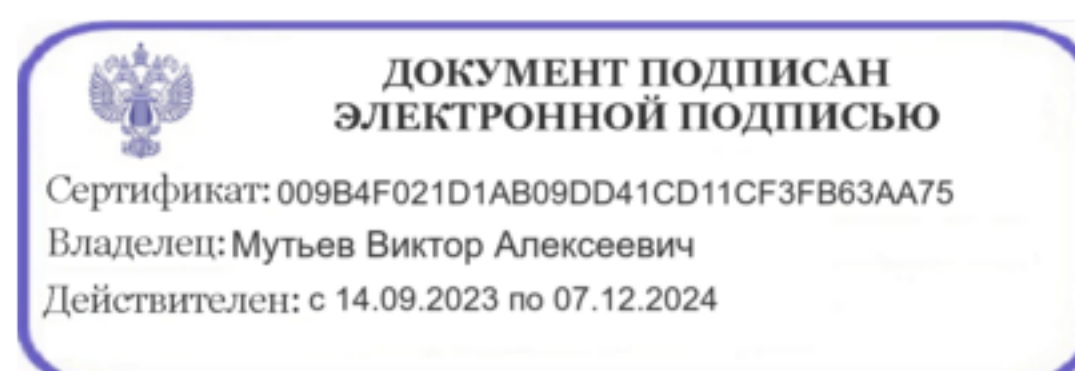 ДОКУМЕНТ ПОДПИСАН
ЭЛЕКТРОННОЙ ПОДПИСЬЮ
Сертификат: 009B4F021D1AB09DD41CD11CF3FB63AA75
Владелец: Мутьев Виктор Алексеевич
Действителен: с 14.09.2023 по 07.12.2024